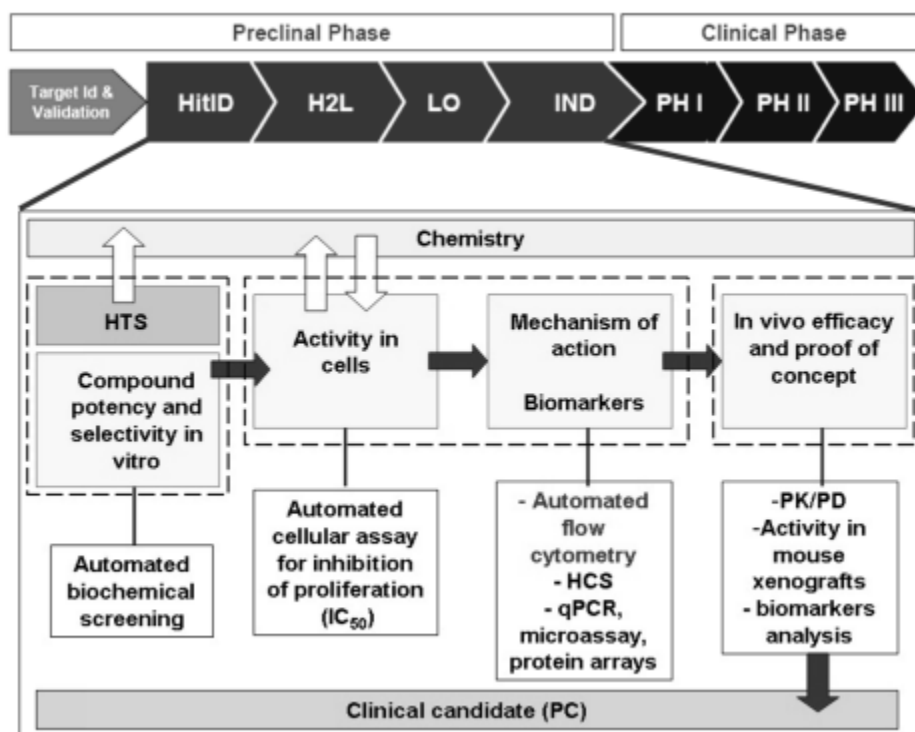 Preclinal Phase
Clinical Phase
Target Id &
Validation
HitID
H2L
LO
IND
PH I
PH II
PH III
Chemistry
HTS
Compound
potency and
selectivity in
vitro
Activity in
cells
Mechanism of
action
Biomarkers
In vivo efficacy
and proof of
concept
Automated
biochemical
screening
Automated
cellular assay
for inhibition
of proliferation
(IC₅₀)
- Automated
flow
cytometry
- HCS
- qPCR,
microassay,
protein arrays
-PK/PD
-Activity in
mouse
xenografts
- biomarkers
analysis
Clinical candidate (PC)